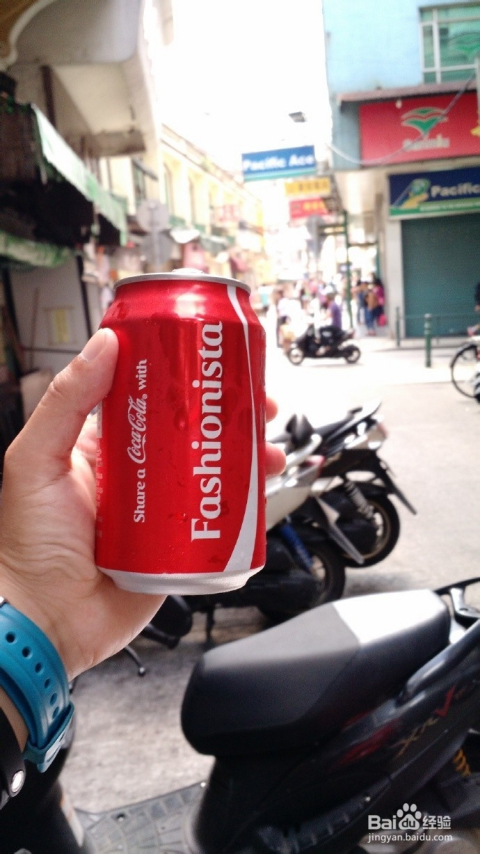 Pacific Ace
Pacific
Share a Coca-Cola with
Fashionista
Baidu经验
jingyan.baidu.com